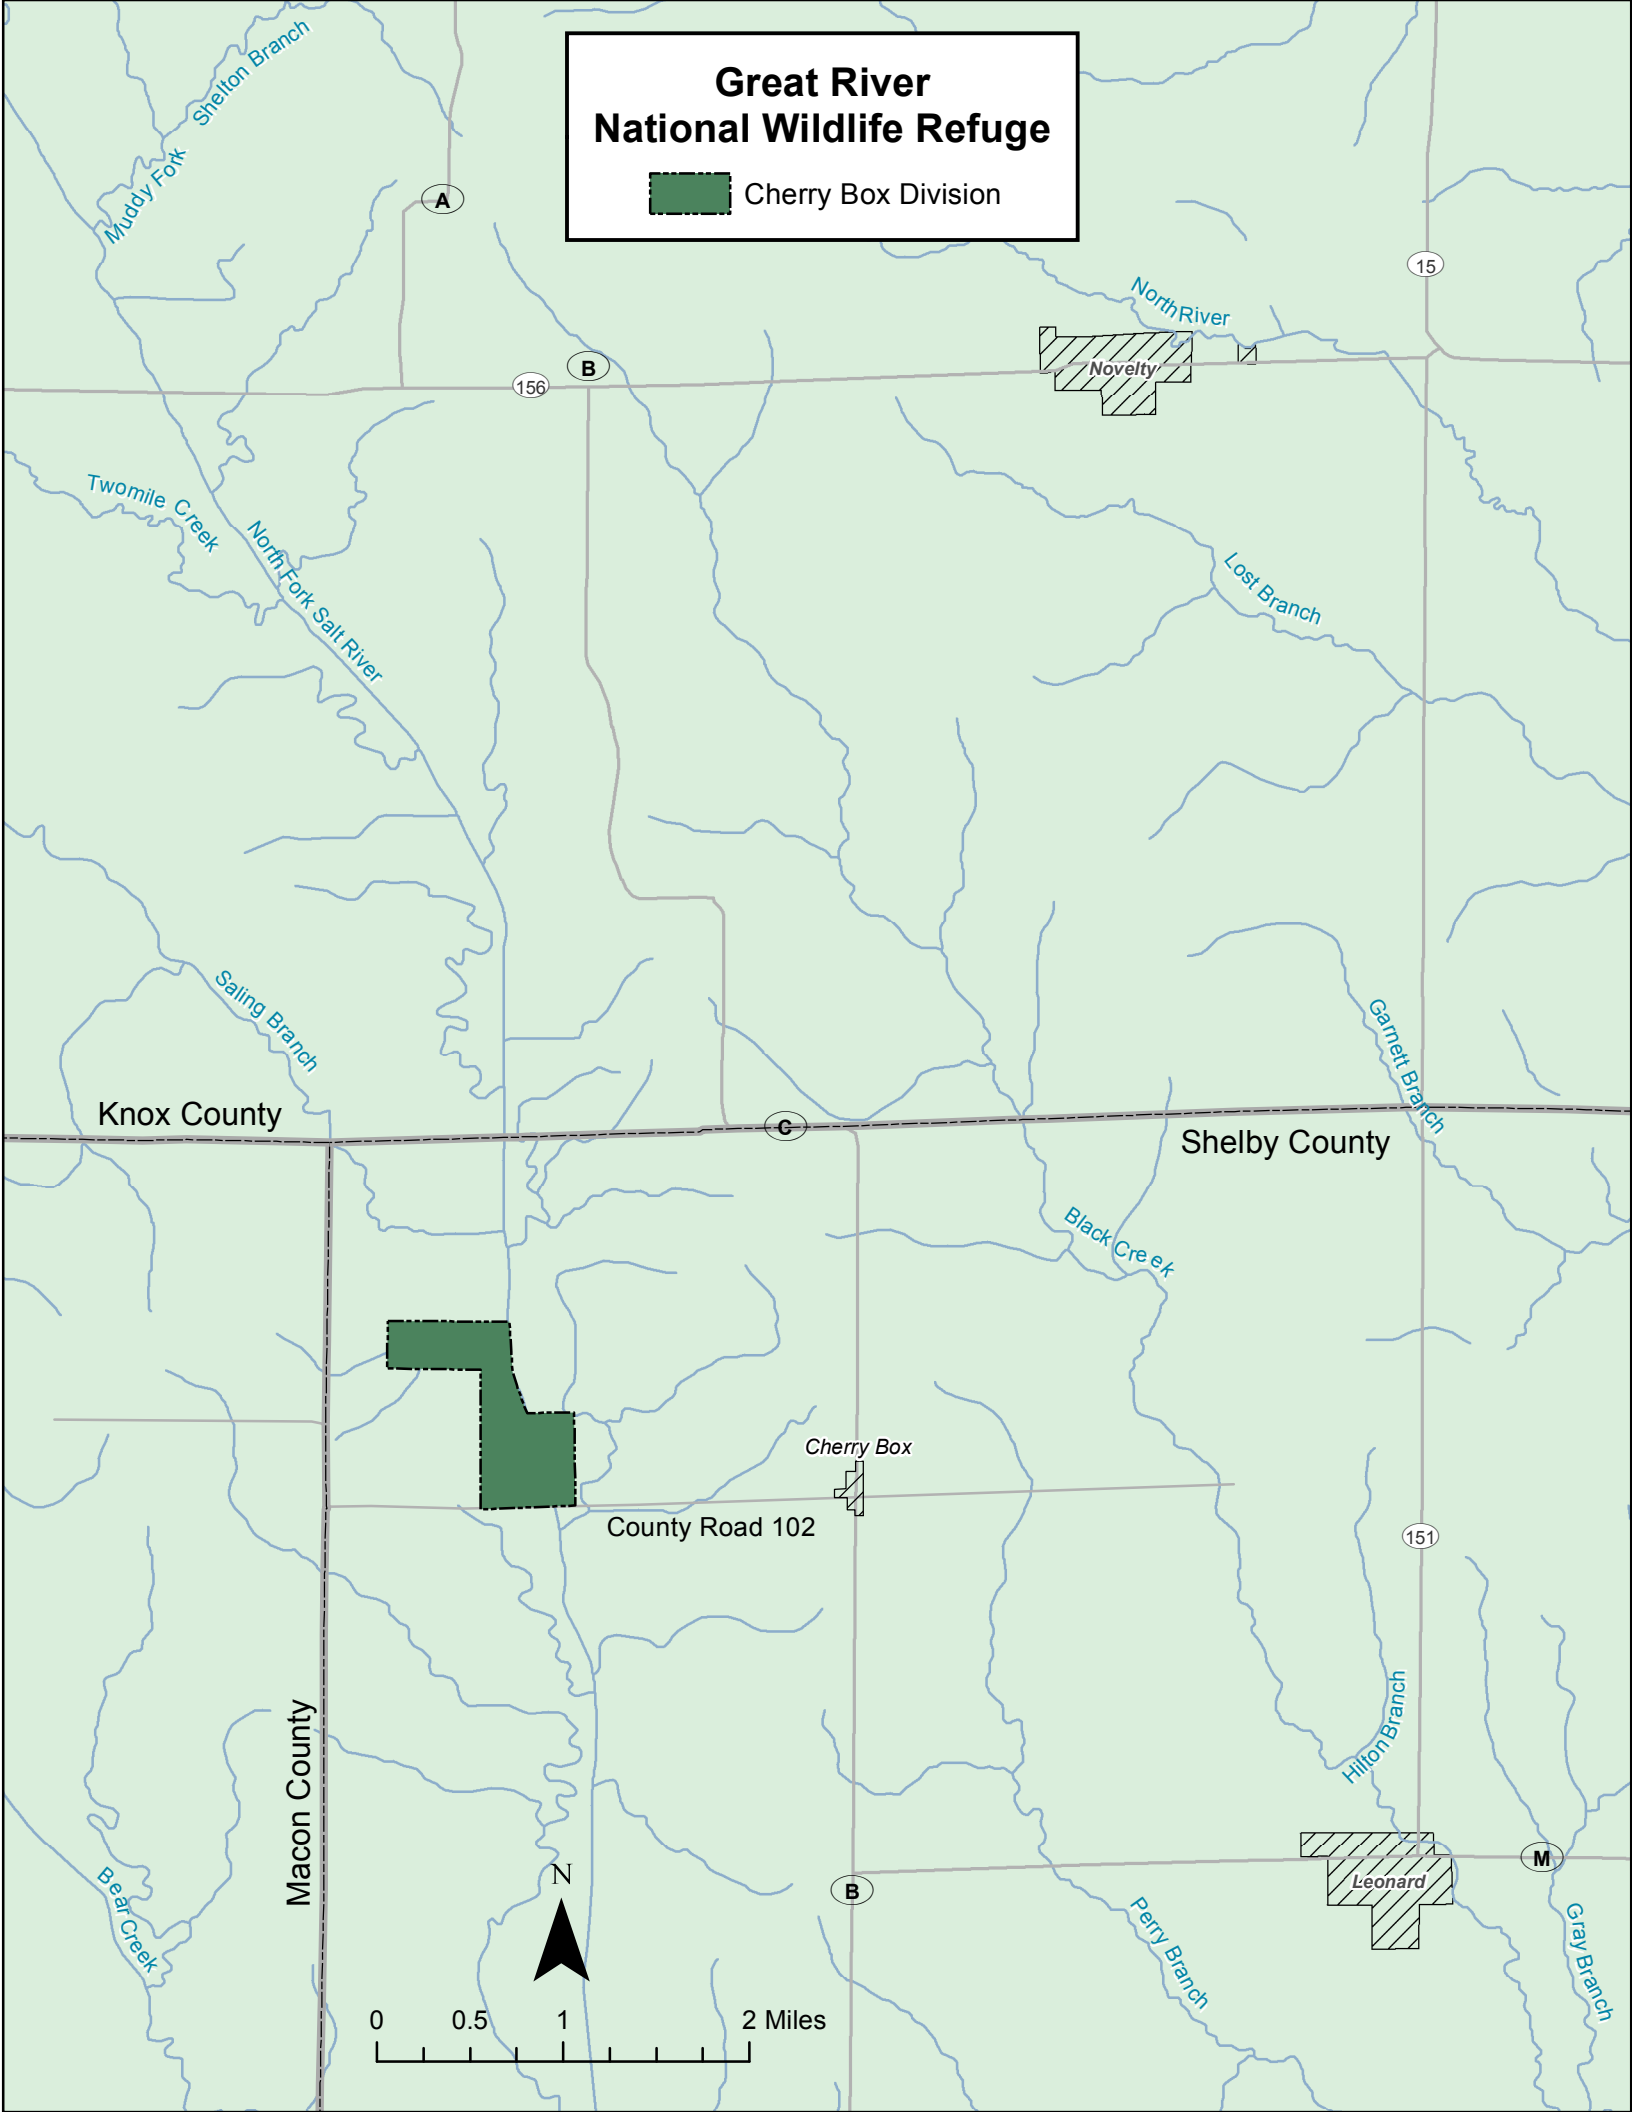 Great River
National Wildlife Refuge
Cherry Box Division
Shelton Branch
Muddy Fork
A
15
North River
B
156
Novelty
Twomile Creek
North Fork Salt River
Lost Branch
Saling Branch
Garnett Branch
Knox County
C
Shelby County
Black Creek
Cherry Box
County Road 102
151
Hilton Branch
Macon County
M
Leonard
B
Bear Creek
N
Perry Branch
Gray Branch
0 0.5 1 2 Miles